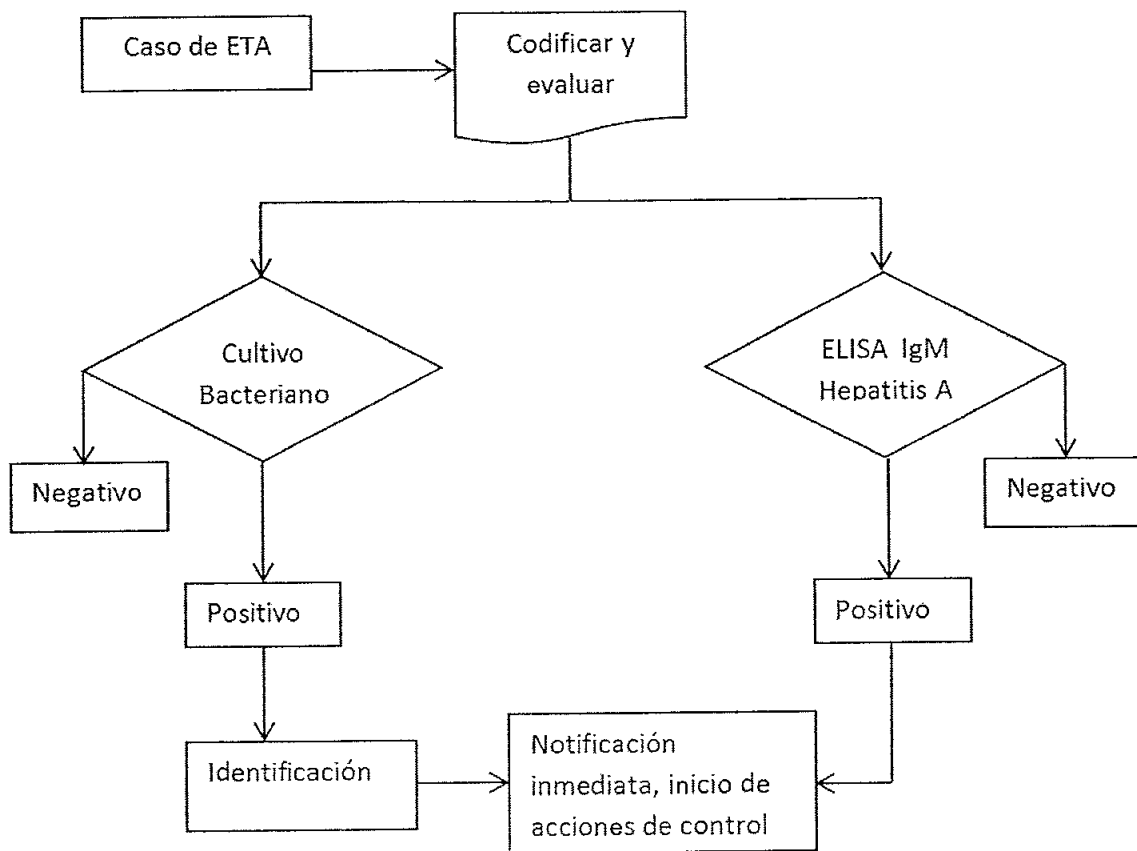 Caso de ETA
Codificar y
evaluar
Cultivo
Bacteriano
ELISA IgM
Hepatitis A
Negativo
Negativo
Positivo
Positivo
Identificación
Notificación
inmediata, inicio de
acciones de control